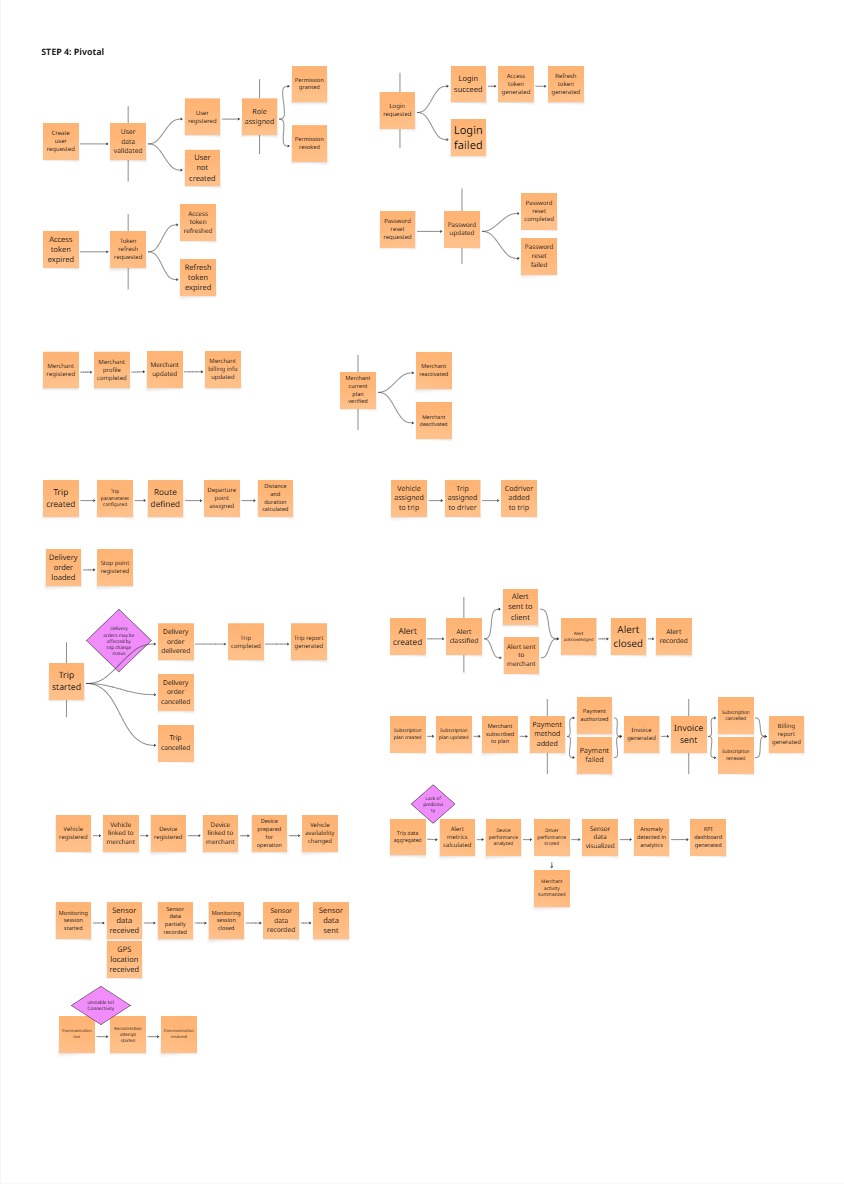 STEP 4: Pivotal
Create
user
requested
User
data
validated
User
registered
User
not
created
Role
assigned
Permission
granted
Permission
revoked
Login
requested
Login
succeed
Access
token
generated
Refresh
token
generated
Login
failed
Access
token
expired
Token
refresh
requested
Access
token
refreshed
Refresh
token
expired
Password
reset
requested
Password
updated
Password
reset
completed
Password
reset
failed
Merchant
registered
Merchant
profile
completed
Merchant
updated
Merchant
billing info
updated
Merchant
current
plan
verified
Merchant
reactivated
Merchant
deactivated
Trip
created
Trip
parameteres
configured
Route
defined
Departure
point
assigned
Distance
and
duration
calculated
Vehicle
assigned
to trip
Trip
assigned
to driver
Codriver
added
to trip
Delivery
order
loaded
Stop point
registered
Trip
started
Delivery
orders may be
affected by
trip change
status
Delivery
order
delivered
Trip
completed
Trip report
generated
Delivery
order
cancelled
Trip
cancelled
Alert
created
Alert
classified
Alert
sent to
client
Alert sent
to
merchant
Alert
acknowledged
Alert
closed
Alert
recorded
Subscription
plan created
Subscription
plan updated
Merchant
subscribed
to plan
Payment
method
added
Payment
authorized
Payment
failed
Invoice
generated
Invoice
sent
Subscription
cancelled
Subscription
renewed
Billing
report
generated
Vehicle
registered
Vehicle
linked to
merchant
Device
registered
Device
linked to
merchant
Device
prepared
for
operation
Vehicle
availability
changed
Lack of
predictivi
ty
Trip data
aggregated
Alert
metrics
calculated
Device
performance
analyzed
Driver
performance
scored
Sensor
data
visualized
Anomaly
detected in
analytics
KPI
dashboard
generated
Merchant
activity
summarized
Monitoring
session
started
Sensor
data
received
GPS
location
received
Sensor
data
partially
recorded
Monitoring
session
closed
Sensor
data
recorded
Sensor
data
sent
Connectivity
Communication
lost
Reconnection
attempt
started
Communication
restored